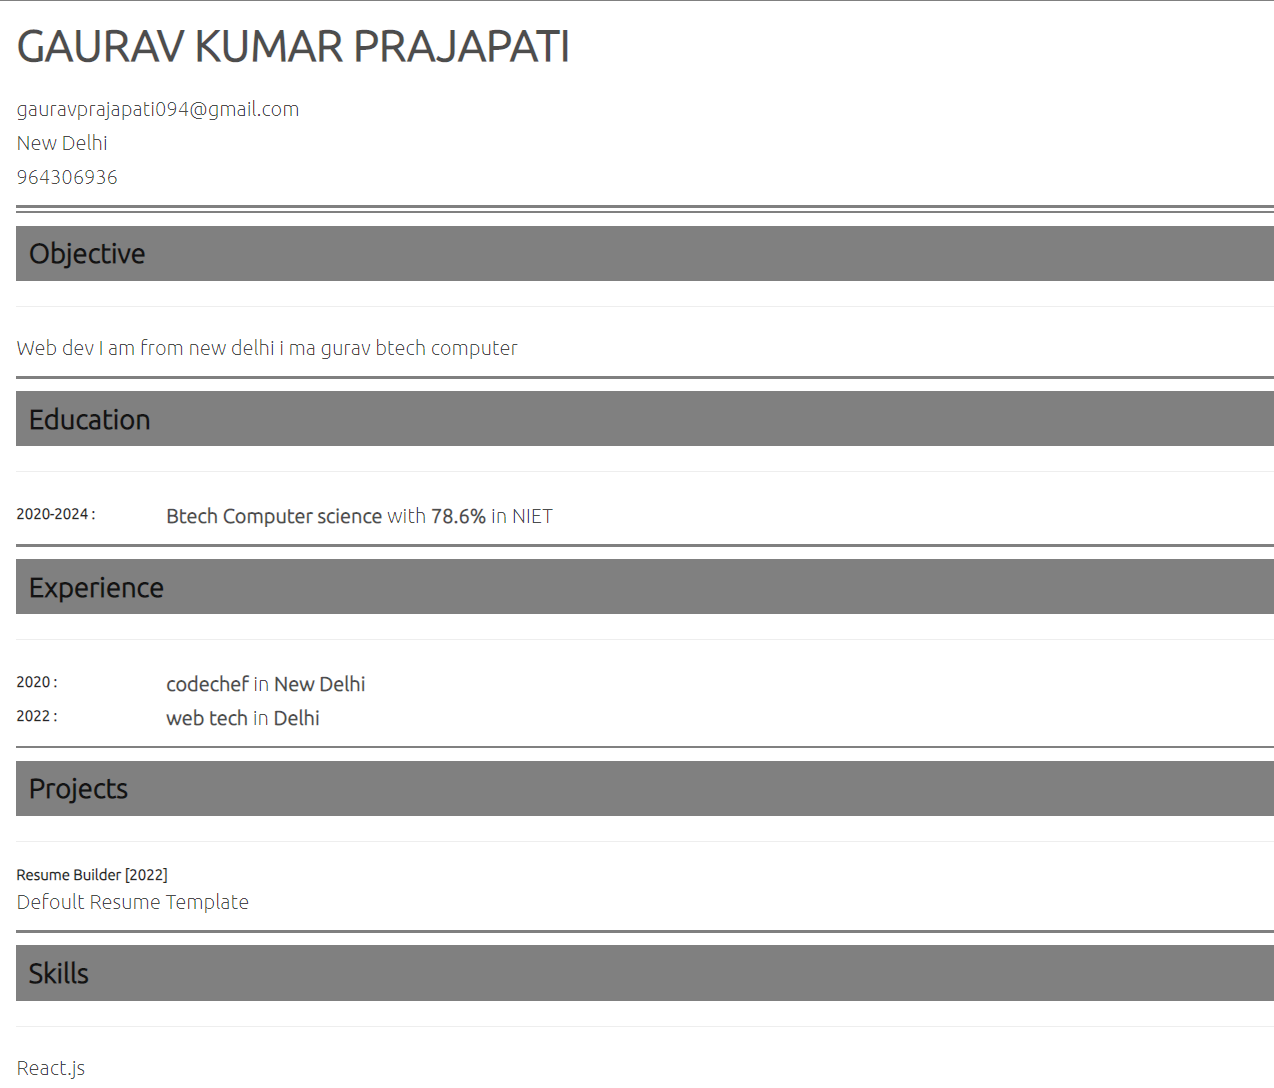 GAURAV KUMAR PRAJAPATI
gauravprajapati094@gmail.com
New Delhi
964306936
Objective
Web dev I am from new delhi i ma gurav btech computer
Education
2020-2024 : Btech Computer science with 78.6% in NIET
Experience
2020 : codechef in New Delhi
2022 : web tech in Delhi
Projects
Resume Builder [2022]
Defoult Resume Template
Skills
React.js